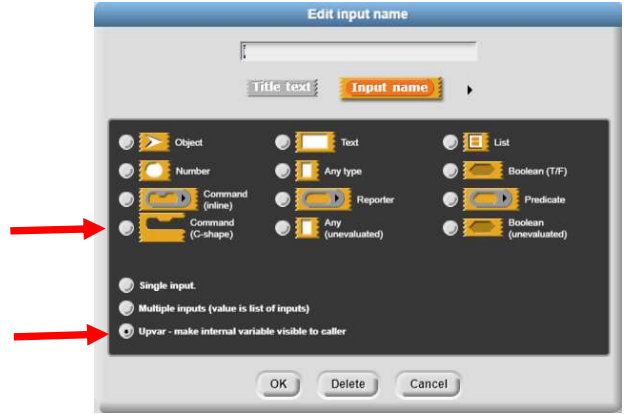 Edit input name
Title text Input name
Object Text List
Number Any type Boolean (T/F)
Command (inline) Reporter Predicate
Command (C-shape) Any (unevaluated) Boolean (unevaluated)
Single input.
Multiple inputs (value is list of inputs)
Upvar - make internal variable visible to caller
OK Delete Cancel